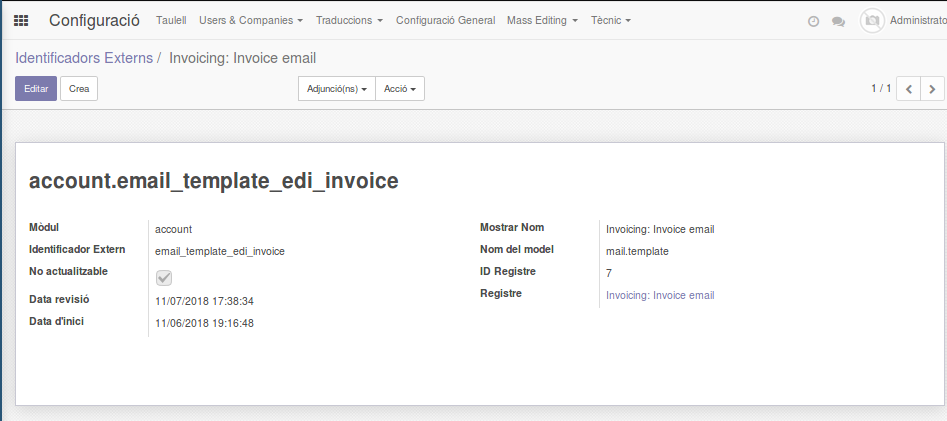 Configuració Taulell Users & Companies Traduccions Configuració General Mass Editing Tècnic Administrato
Identificadors Externs / Invoicing: Invoice email
Editar Crea Adjunció(ns) Acció 1 / 1
account.email_template_edi_invoice
Mòdul account Mostrar Nom Invoicing: Invoice email
Identificador Extern email_template_edi_invoice Nom del model mail.template
No actualitzable ID Registre 7
Data revisió 11/07/2018 17:38:34 Registre Invoicing: Invoice email
Data d'inici 11/06/2018 19:16:48